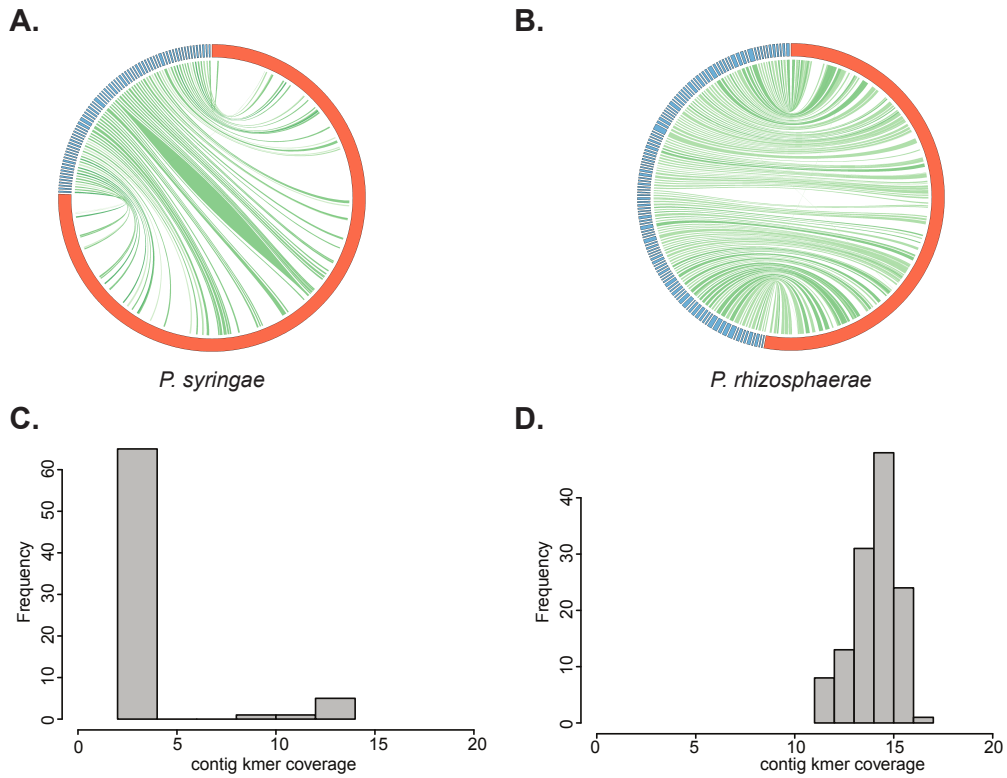 A.
B.
P. syringae
P. rhizosphaerae
C.
D.
Frequency
60
50
40
30
20
10
0
0 5 10 15 20
contig kmer coverage
Frequency
40
30
20
10
0
0 5 10 15 20
contig kmer coverage